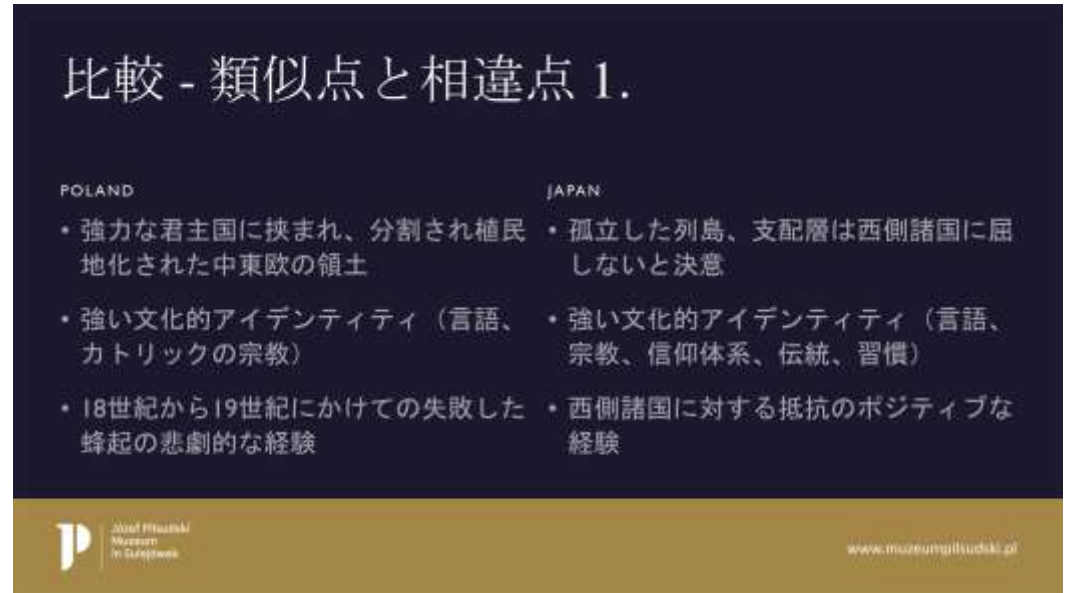 比較 - 類似点と相違点 1.
POLAND
• 強力な君主国に挟まれ、分割され植民
地化された中東欧の領土
• 強い文化的アイデンティティ（言語、
カトリックの宗教）
• 18世紀から19世紀にかけての失敗した
蜂起の悲劇的な経験
JAPAN
• 孤立した列島、支配層は西側諸国に屈
しないと決意
• 強い文化的アイデンティティ（言語、
宗教、信仰体系、伝統、習慣）
• 西側諸国に対する抵抗のポジティブな
経験
Józef Piłsudski
Museum
in Sulejówek
www.muzeumpilsudski.pl